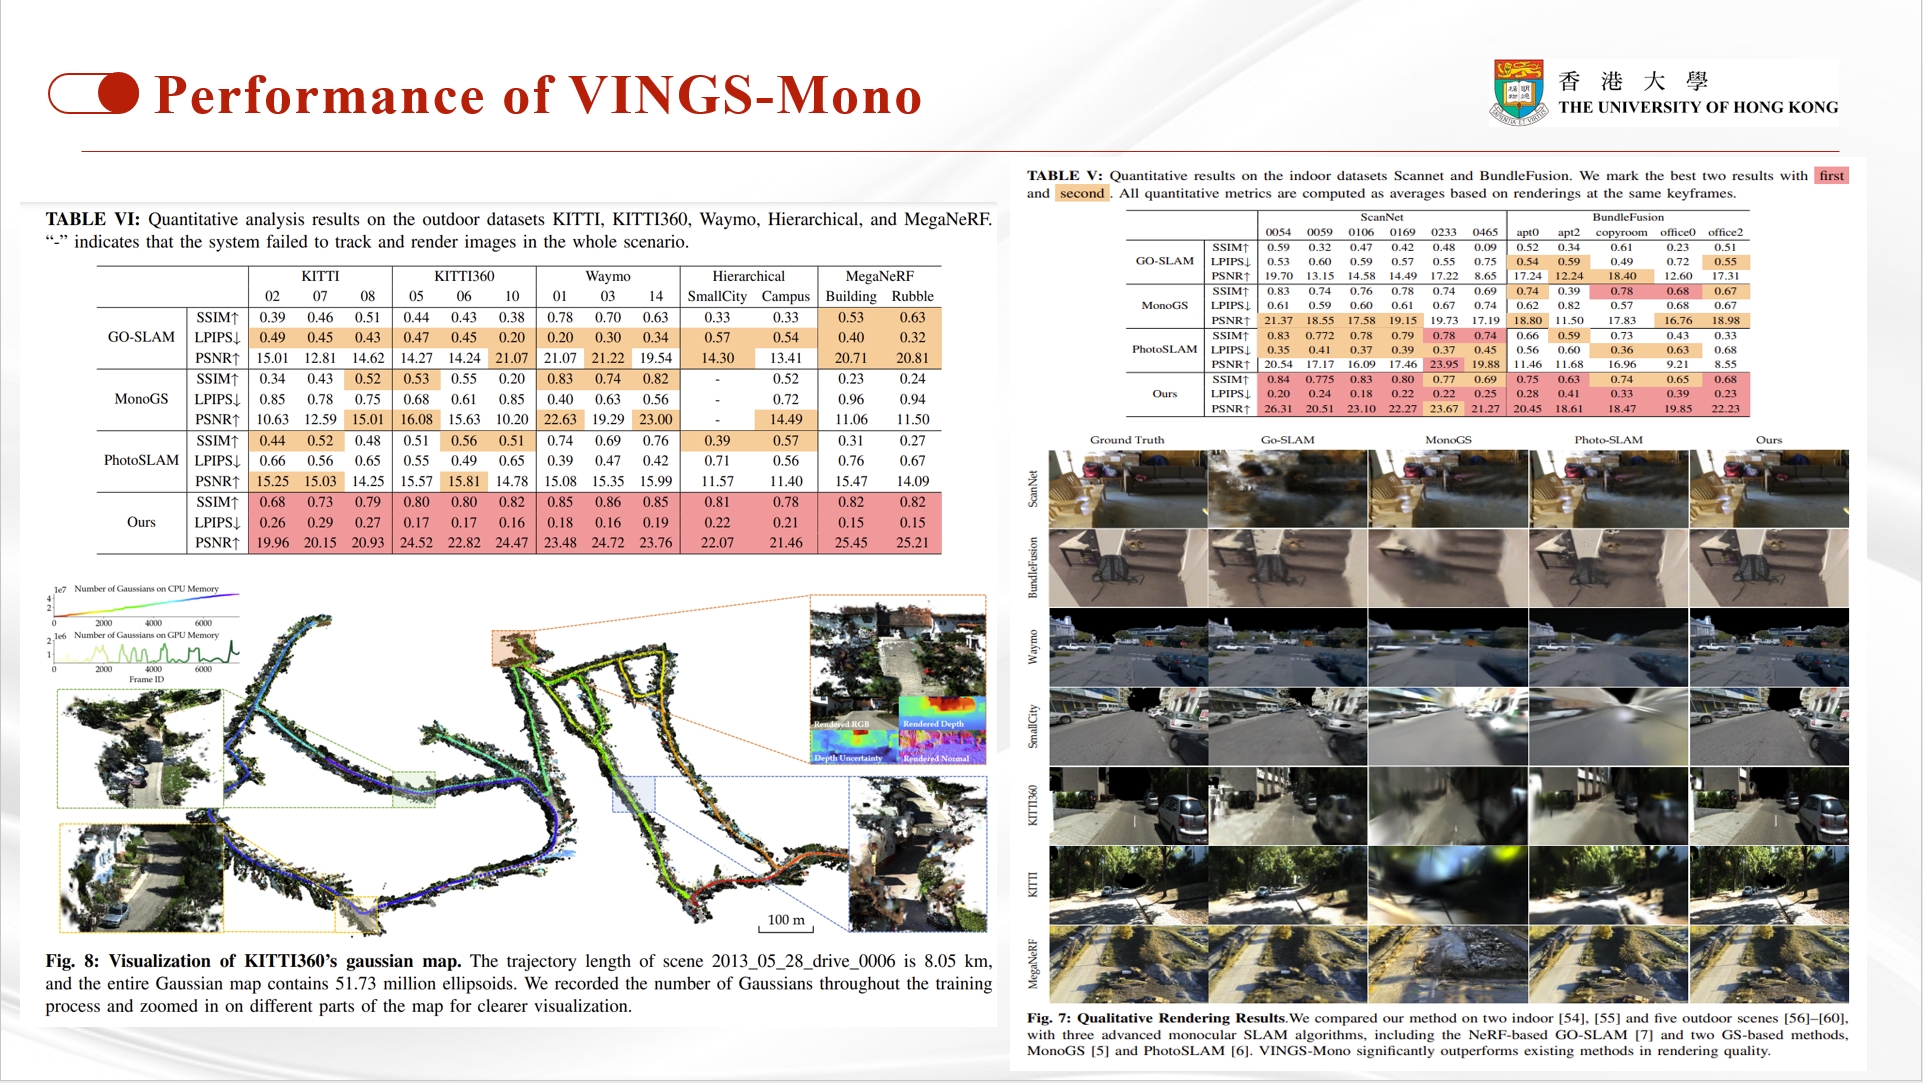 Performance of VINGS-Mono
香港大學
THE UNIVERSITY OF HONG KONG
TABLE VI: Quantitative analysis results on the outdoor datasets KITTI, KITTI360, Waymo, Hierarchical, and MegaNeRF.
“-” indicates that the system failed to track and render images in the whole scenario.
KITTI KITTI360 Waymo Hierarchical MegaNeRF
02 07 08 05 06 10 01 03 14 SmallCity Campus Building Rubble
SSIM↑ 0.39 0.46 0.51 0.44 0.43 0.38 0.78 0.70 0.63 0.33 0.33 0.53 0.63
GO-SLAM LPIPS↓ 0.49 0.45 0.43 0.47 0.45 0.20 0.20 0.30 0.34 0.57 0.54 0.40 0.32
PSNR↑ 15.01 12.81 14.62 14.27 14.24 21.07 21.07 21.22 19.54 14.30 13.41 20.71 20.81
SSIM↑ 0.34 0.43 0.52 0.53 0.55 0.20 0.83 0.74 0.82 - 0.52 0.23 0.24
MonoGS LPIPS↓ 0.85 0.78 0.75 0.68 0.61 0.85 0.40 0.63 0.56 - 0.72 0.96 0.94
PSNR↑ 10.63 12.59 15.01 16.08 15.63 10.20 22.63 19.29 23.00 - 14.49 11.06 11.50
SSIM↑ 0.44 0.52 0.48 0.51 0.56 0.51 0.74 0.69 0.76 0.39 0.57 0.31 0.27
PhotoSLAM LPIPS↓ 0.66 0.56 0.65 0.55 0.49 0.65 0.39 0.47 0.42 0.71 0.56 0.76 0.67
PSNR↑ 15.25 15.03 14.25 15.57 15.81 14.78 15.08 15.35 15.99 11.57 11.40 15.47 14.09
SSIM↑ 0.68 0.73 0.79 0.80 0.80 0.82 0.85 0.86 0.85 0.81 0.78 0.82 0.82
Ours LPIPS↓ 0.26 0.29 0.27 0.17 0.17 0.16 0.18 0.16 0.19 0.22 0.21 0.15 0.15
PSNR↑ 19.96 20.15 20.93 24.52 22.82 24.47 23.48 24.72 23.76 22.07 21.46 25.45 25.21
1e7 Number of Gaussians on CPU Memory
4
2
0 2000 4000 6000
1e6 Number of Gaussians on GPU Memory
2
1
0 2000 4000 6000
Frame ID
Rendered RGB Rendered Depth
Depth Uncertainty Rendered Normal
100 m
Fig. 8: Visualization of KITTI360’s gaussian map. The trajectory length of scene 2013_05_28_drive_0006 is 8.05 km,
and the entire Gaussian map contains 51.73 million ellipsoids. We recorded the number of Gaussians throughout the training
process and zoomed in on different parts of the map for clearer visualization.
TABLE V: Quantitative results on the indoor datasets Scannet and BundleFusion. We mark the best two results with first
and second . All quantitative metrics are computed as averages based on renderings at the same keyframes.
ScanNet BundleFusion
0054 0059 0106 0169 0233 0465 apt0 apt2 copyroom office0 office2
SSIM↑ 0.59 0.32 0.47 0.42 0.48 0.09 0.52 0.34 0.61 0.23 0.51
GO-SLAM LPIPS↓ 0.53 0.60 0.59 0.57 0.55 0.75 0.54 0.59 0.49 0.72 0.55
PSNR↑ 19.70 13.15 14.58 14.49 17.22 8.65 17.24 12.24 18.40 12.60 17.31
SSIM↑ 0.83 0.74 0.76 0.78 0.74 0.69 0.74 0.39 0.78 0.68 0.67
MonoGS LPIPS↓ 0.61 0.59 0.60 0.61 0.67 0.74 0.62 0.82 0.57 0.68 0.67
PSNR↑ 21.37 18.55 17.58 19.15 19.73 17.19 18.80 11.50 17.83 16.76 18.98
SSIM↑ 0.83 0.772 0.78 0.79 0.78 0.74 0.66 0.59 0.73 0.43 0.33
PhotoSLAM LPIPS↓ 0.35 0.41 0.37 0.39 0.37 0.45 0.56 0.60 0.36 0.63 0.68
PSNR↑ 20.54 17.17 16.09 17.46 23.95 19.88 11.46 11.68 16.96 9.21 8.55
SSIM↑ 0.84 0.775 0.83 0.80 0.77 0.69 0.75 0.63 0.74 0.65 0.68
Ours LPIPS↓ 0.20 0.24 0.18 0.22 0.22 0.25 0.28 0.41 0.33 0.39 0.23
PSNR↑ 26.31 20.51 23.10 22.27 23.67 21.27 20.45 18.61 18.47 19.85 22.23
Ground Truth Go-SLAM MonoGS Photo-SLAM Ours
ScanNet
BundleFusion
Waymo
SmallCity
KITTI360
KITTI
MegaNeRF
Fig. 7: Qualitative Rendering Results.We compared our method on two indoor [54], [55] and five outdoor scenes [56]–[60],
with three advanced monocular SLAM algorithms, including the NeRF-based GO-SLAM [7] and two GS-based methods,
MonoGS [5] and PhotoSLAM [6]. VINGS-Mono significantly outperforms existing methods in rendering quality.